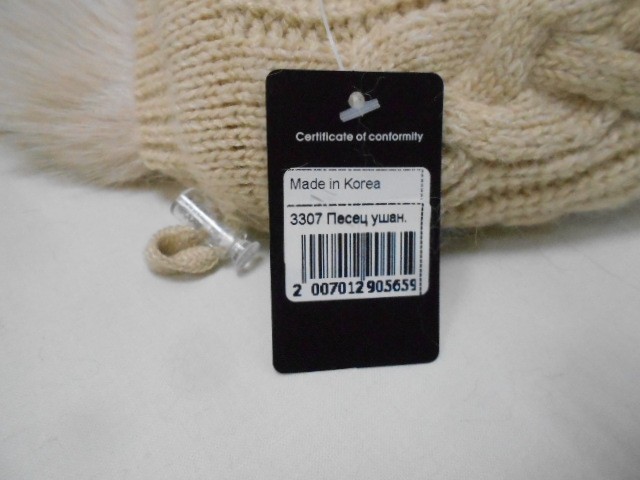 Certificate of conformity
Made in Korea
3307 Песец ушан.
2 007012 905659